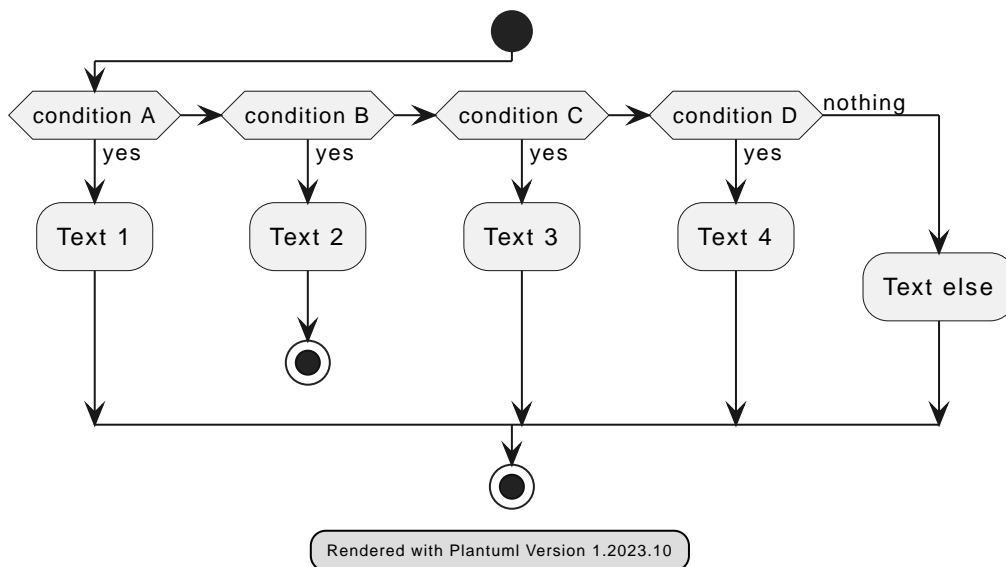 condition A
condition B
condition C
condition D
nothing
yes
yes
yes
yes
Text 1
Text 2
Text 3
Text 4
Text else
Rendered with Plantuml Version 1.2023.10